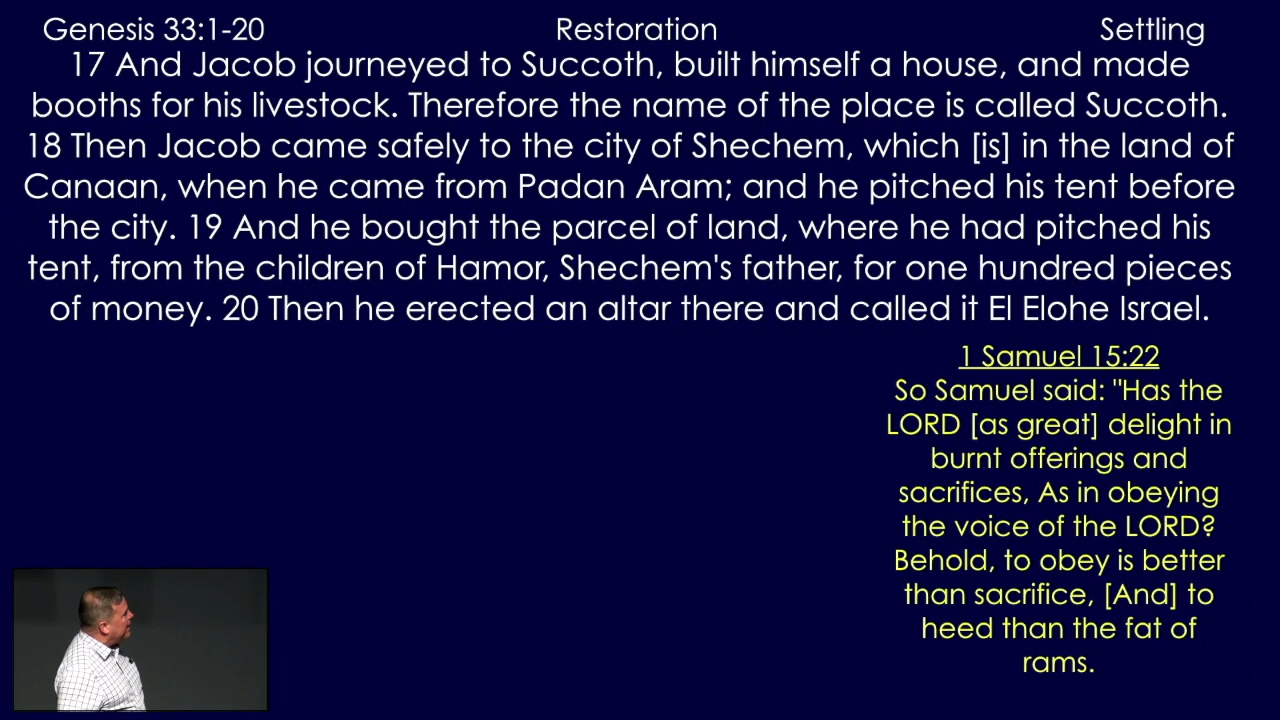 Genesis 33:1-20 Restoration Settling
17 And Jacob journeyed to Succoth, built himself a house, and made
booths for his livestock. Therefore the name of the place is called Succoth.
18 Then Jacob came safely to the city of Shechem, which [is] in the land of
Canaan, when he came from Padan Aram; and he pitched his tent before
the city. 19 And he bought the parcel of land, where he had pitched his
tent, from the children of Hamor, Shechem's father, for one hundred pieces
of money. 20 Then he erected an altar there and called it El Elohe Israel.
1 Samuel 15:22
So Samuel said: "Has the
LORD [as great] delight in
burnt offerings and
sacrifices, As in obeying
the voice of the LORD?
Behold, to obey is better
than sacrifice, [And] to
heed than the fat of
rams.